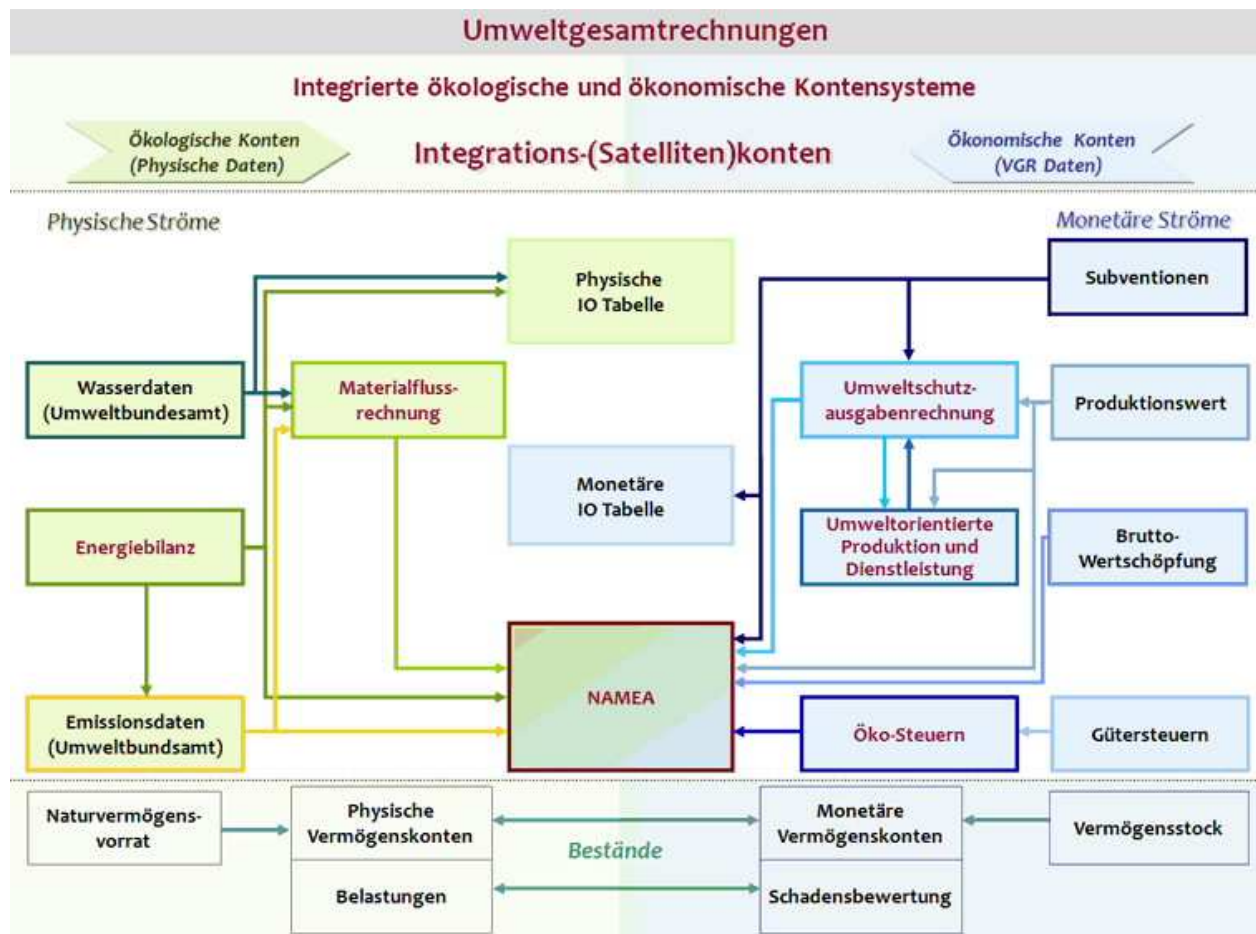 Umweltgesamtrechnungen
Integrierte ökologische und ökonomische Kontensysteme
Ökologische Konten
(Physische Daten)
Integrations-(Satelliten)konten
Ökonomische Konten
(VGR Daten)
Physische Ströme
Monetäre Ströme
Physische
IO Tabelle
Subventionen
Wasserdaten
(Umweltbundesamt)
Materialfluss-
rechnung
Umweltschutz-
ausgabenrechnung
Produktionswert
Monetäre
IO Tabelle
Energiebilanz
Umweltorientierte
Produktion und
Dienstleistung
Brutto-
Wertschöpfung
Emissionsdaten
(Umweltbundsamt)
NAMEA
Öko-Steuern
Gütersteuern
Naturvermögens-
vorrat
Physische
Vermögenskonten
Bestände
Monetäre
Vermögenskonten
Vermögensstock
Belastungen
Schadensbewertung